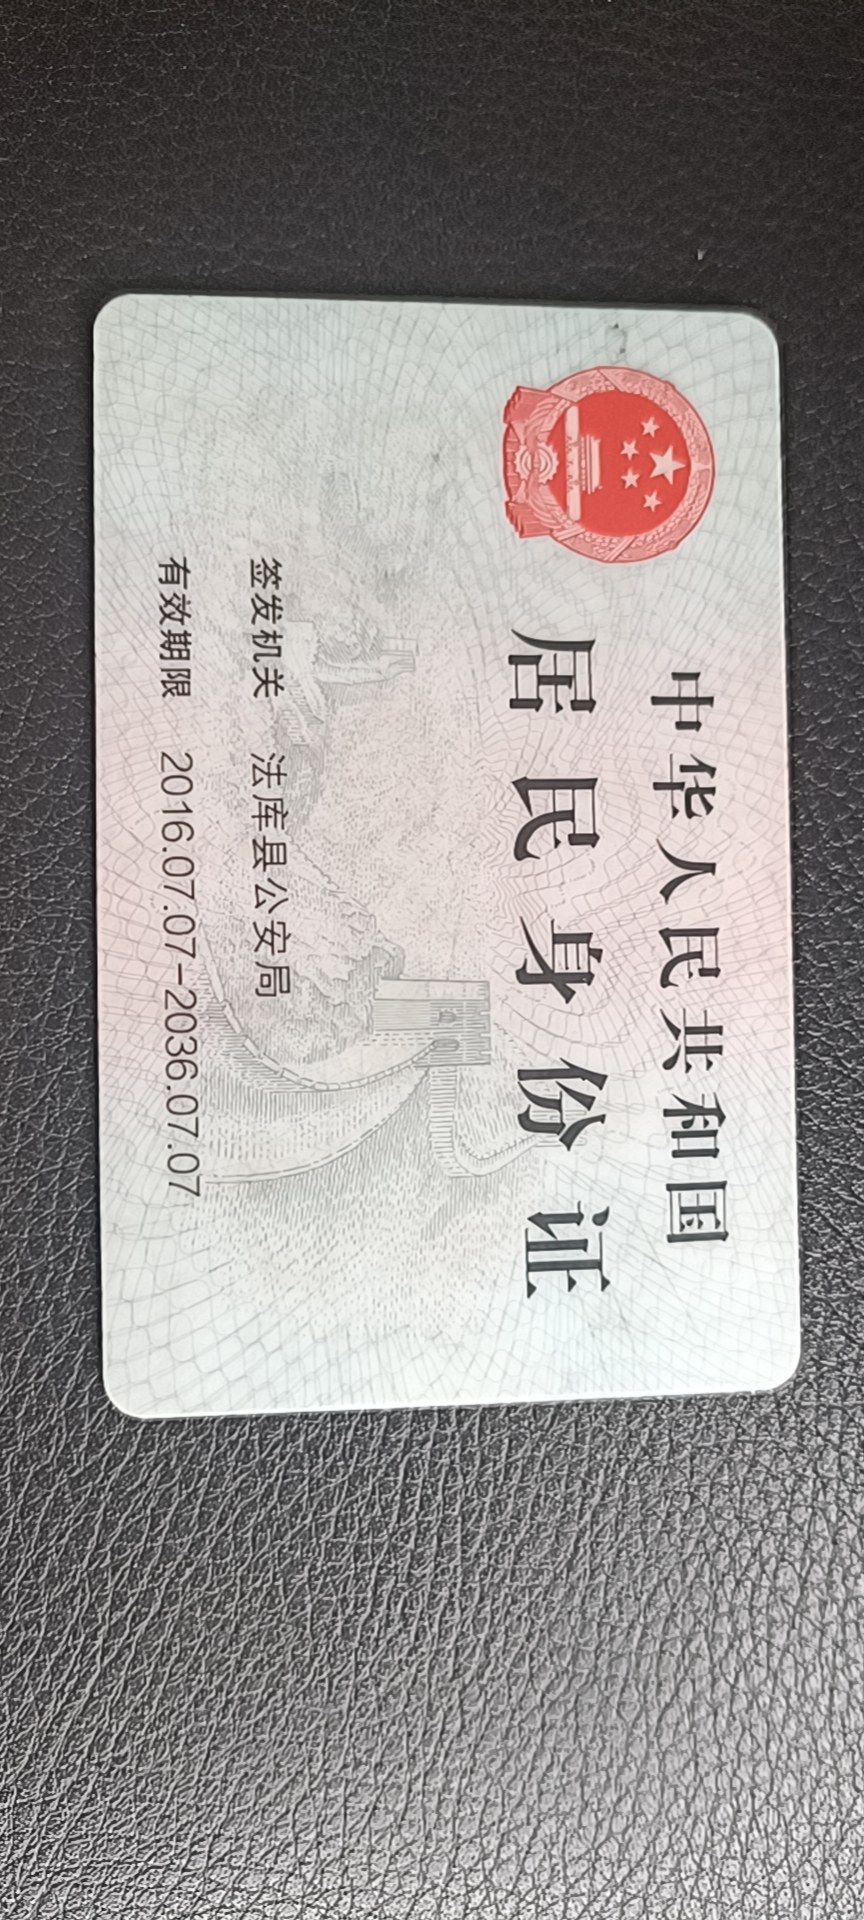 中华人民共和国
居民身份证
签发机关 法库县公安局
有效期限 2016.07.07-2036.07.07